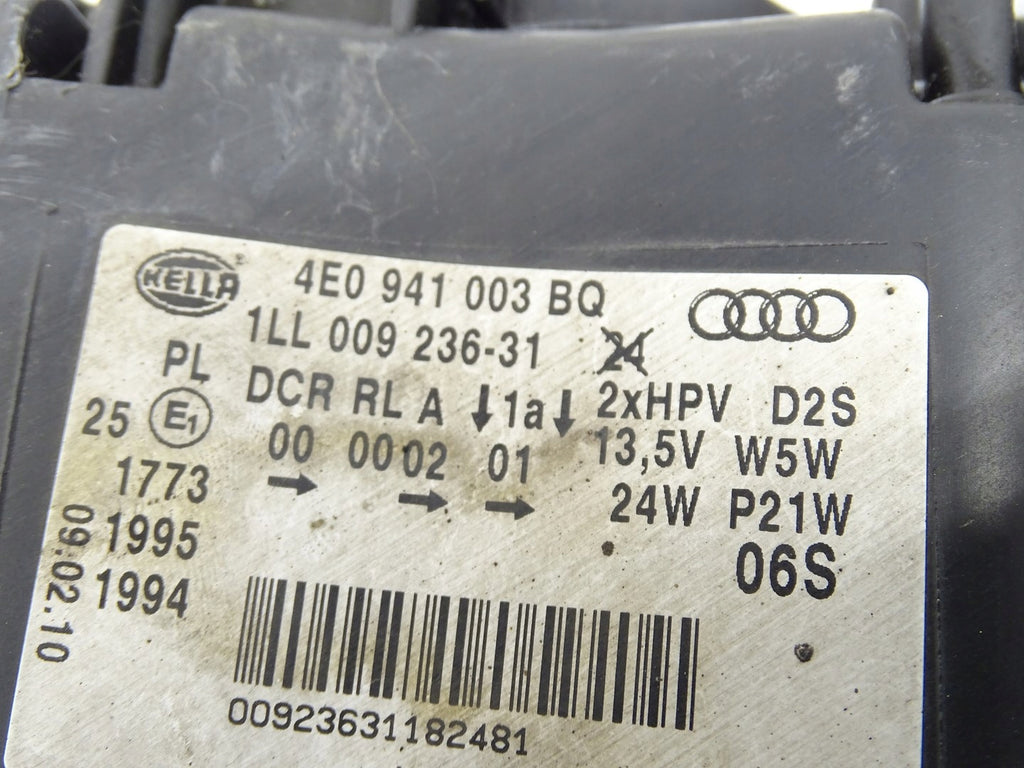 HELLA 4E0 941 003 BQ
1LL 009 236-31 24
PL DCR RL A ↓1a↓ 2xHPV D2S
25 E1 00 00 02 01 13,5V W5W
1773 → → → 24W P21W
1995 06S
1994
09.02.10
00923631182481